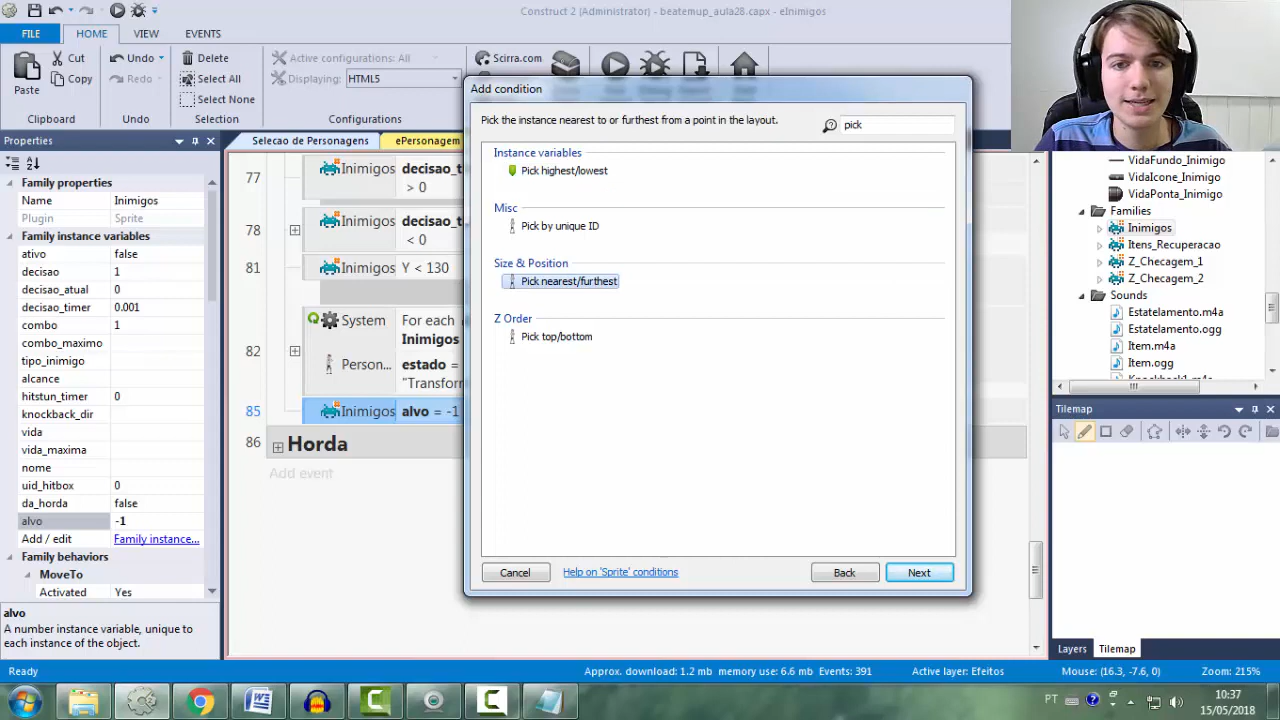 Construct 2 (Administrator) - beatemup_aula28.capx - eInimigos
FILE
HOME
VIEW
EVENTS
Paste
Cut
Copy
Clipboard
Undo
Redo
Undo
Delete
Select All
Select None
Selection
Active configurations: All
Displaying:
HTML5
Configurations
Scirra.com
Properties
Family properties
Name Inimigos
Plugin Sprite
Family instance variables
ativo false
decisao 1
decisao_atual 0
decisao_timer 0.001
combo 1
combo_maximo
tipo_inimigo
alcance
hitstun_timer 0
knockback_dir
vida
vida_maxima
nome
uid_hitbox 0
da_horda false
alvo -1
Add / edit Family instance...
Family behaviors
MoveTo
Activated Yes
alvo
A number instance variable, unique to
each instance of the object.
Selecao de Personagens
ePersonagem
77 Inimigos decisao_t
> 0
78 Inimigos decisao_t
< 0
81 Inimigos Y < 130
82 System For each
Inimigos
Person... estado =
"Transform
85 Inimigos alvo = -1
86 Horda
Add event
Add condition
Pick the instance nearest to or furthest from a point in the layout.
pick
Instance variables
Pick highest/lowest
Misc
Pick by unique ID
Size & Position
Pick nearest/furthest
Z Order
Pick top/bottom
Cancel
Help on 'Sprite' conditions
Back
Next
VidaFundo_Inimigo
VidaIcone_Inimigo
VidaPonta_Inimigo
Families
Inimigos
Itens_Recuperacao
Z_Checagem_1
Z_Checagem_2
Sounds
Estatelamento.m4a
Estatelamento.ogg
Item.m4a
Item.ogg
Knockback1.m4a
Tilemap
Layers
Tilemap
Ready
Approx. download: 1.2 mb memory use: 6.6 mb Events: 391
Active layer: Efeitos
Mouse: (16.3, -7.6, 0)
Zoom: 215%
PT
10:37
15/05/2018